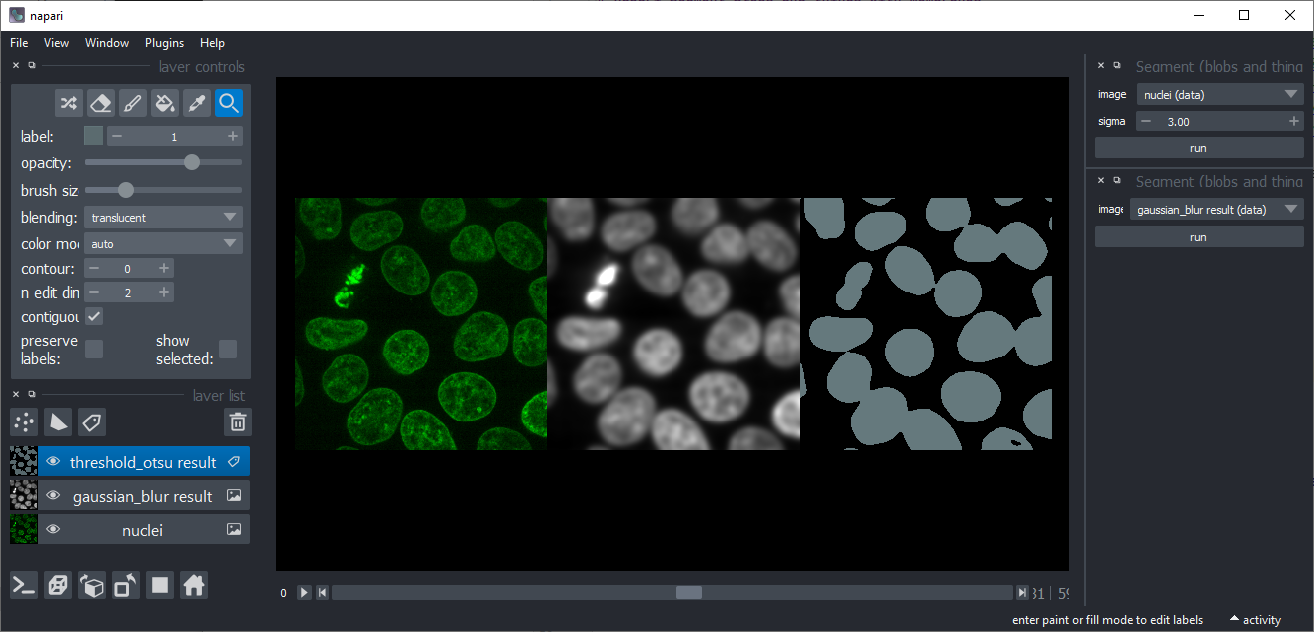 napari
File View Window Plugins Help
layer controls
label: 1
opacity:
brush siz
blending: translucent
color mo auto
contour: 0
n edit din 2
contiguou
preserve labels: show selected:
layer list
threshold_otsu result
gaussian_blur result
nuclei
0
31 59
Segment (blobs and thing
image nuclei (data)
sigma 3.00
run
Segment (blobs and thing
image gaussian_blur result (data)
run
enter paint or fill mode to edit labels activity